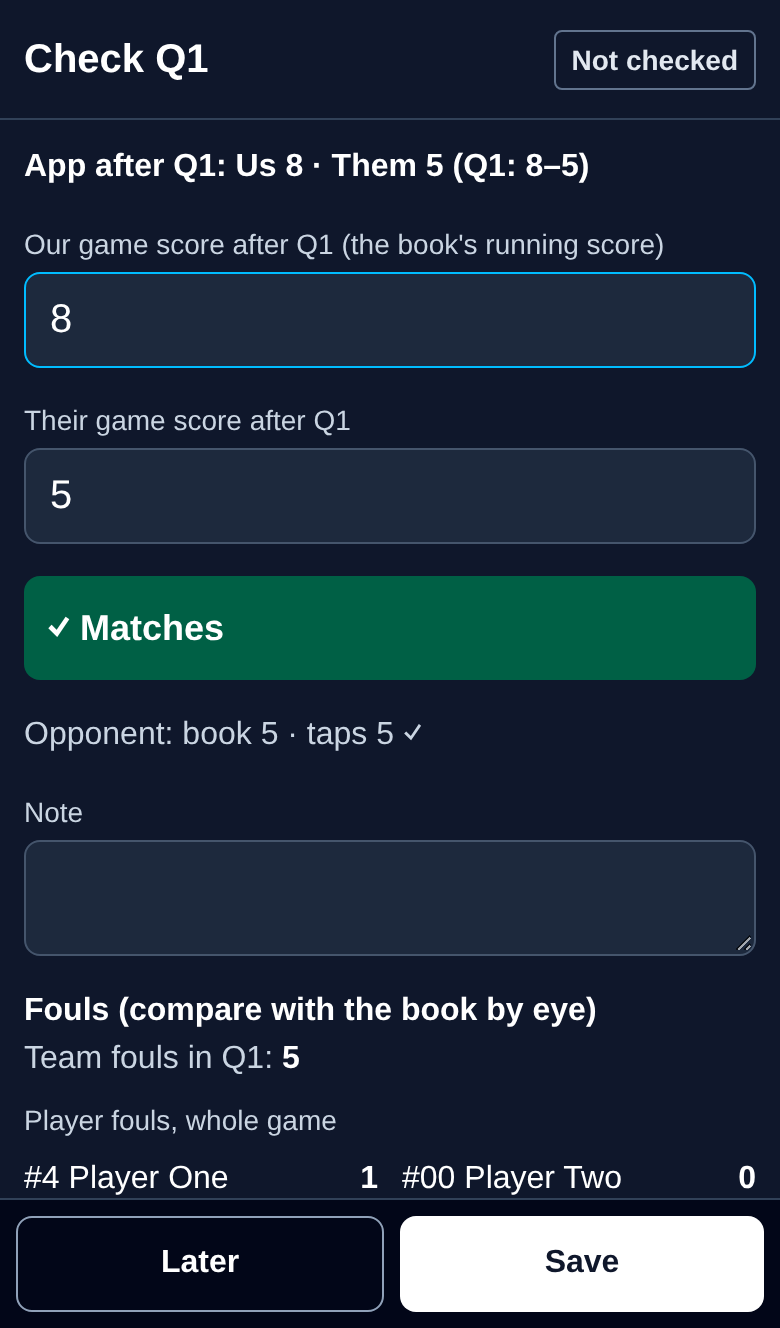 Check Q1
Not checked
App after Q1: Us 8 · Them 5 (Q1: 8–5)
Our game score after Q1 (the book's running score)
8
Their game score after Q1
5
✓ Matches
Opponent: book 5 · taps 5 ✓
Note
Fouls (compare with the book by eye)
Team fouls in Q1: 5
Player fouls, whole game
#4 Player One 1 #00 Player Two 0
Later Save